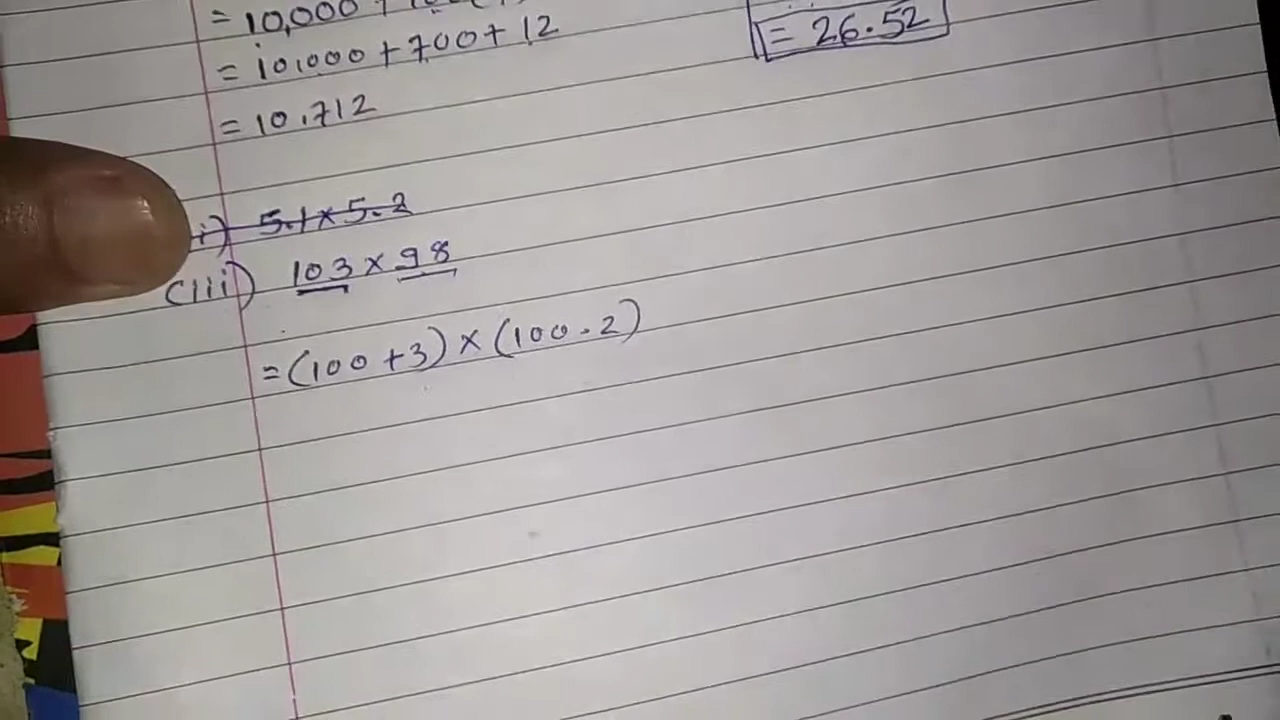 = 10,000 +
= 10,000 + 700 + 12
= 10,712
= 26.52
i) 5.1 × 5.2
(iii) 103 × 98
= (100 + 3) × (100 - 2)